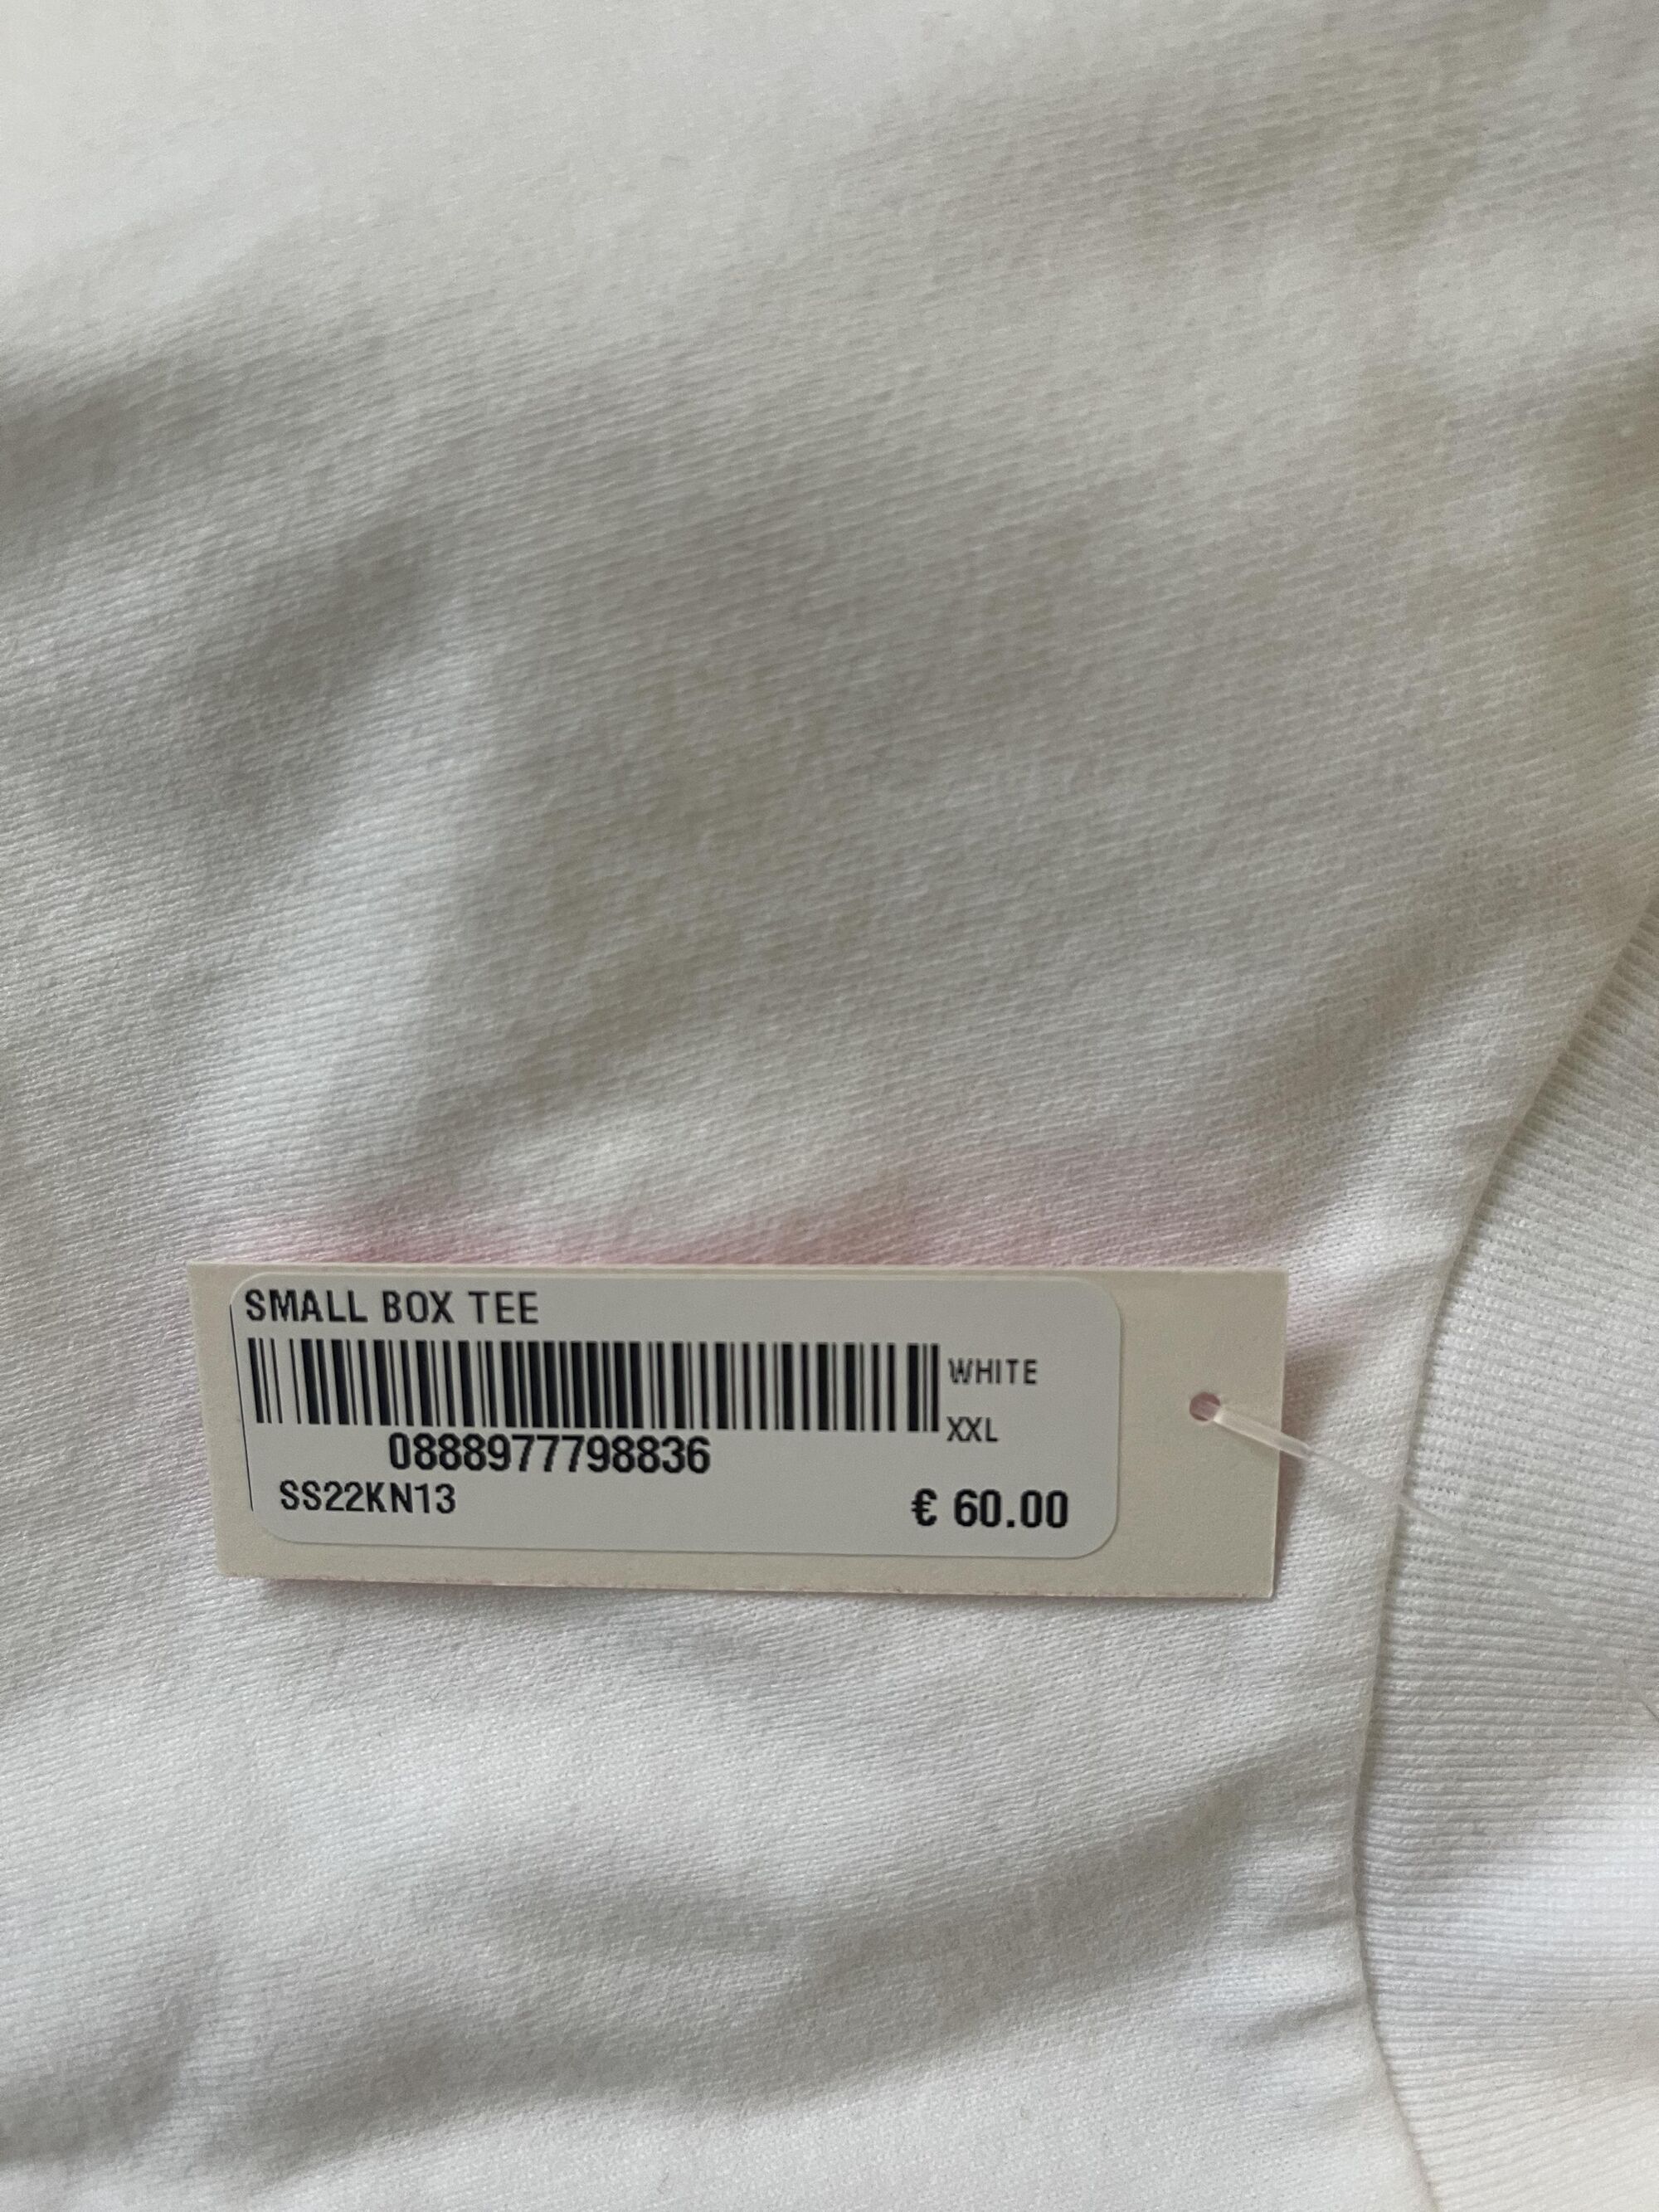 SMALL BOX TEE
WHITE
XXL
0888977798836
SS22KN13
€ 60.00